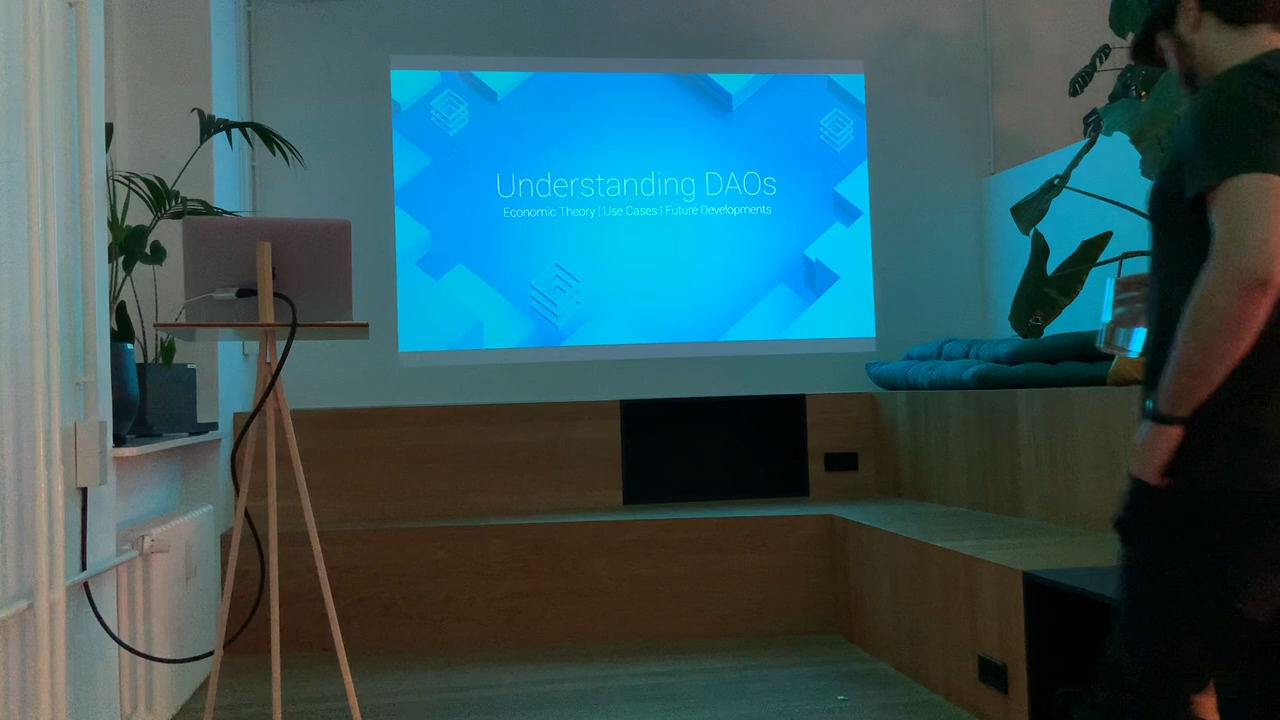 Understanding DAOs
Economic Theory | Use Cases | Future Developments